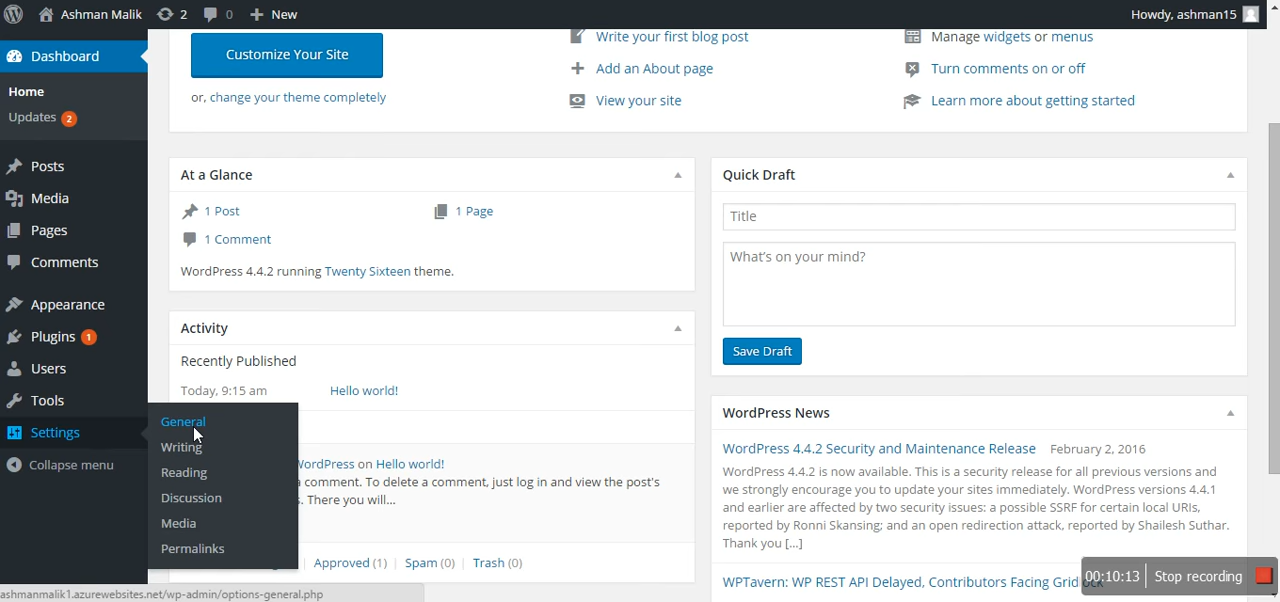 Ashman Malik 2 0 New Howdy, ashman15
Dashboard
Home
Updates 2
Posts
Media
Pages
Comments
Appearance
Plugins 1
Users
Tools
Settings
Collapse menu
General
Writing
Reading
Discussion
Media
Permalinks
Customize Your Site
or, change your theme completely
Write your first blog post
Add an About page
View your site
Manage widgets or menus
Turn comments on or off
Learn more about getting started
At a Glance
1 Post 1 Page
1 Comment
WordPress 4.4.2 running Twenty Sixteen theme.
Activity
Recently Published
Today, 9:15 am Hello world!
on Hello world!
comment. To delete a comment, just log in and view the post's
There you will...
Approved (1) Spam (0) Trash (0)
Quick Draft
Title
What's on your mind?
Save Draft
WordPress News
WordPress 4.4.2 Security and Maintenance Release February 2, 2016
WordPress 4.4.2 is now available. This is a security release for all previous versions and
we strongly encourage you to update your sites immediately. WordPress versions 4.4.1
and earlier are affected by two security issues: a possible SSRF for certain local URIs,
reported by Ronni Skansing; and an open redirection attack, reported by Shailesh Suthar.
Thank you […]
WPTavern: WP REST API Delayed, Contributors Facing
00:10:13 Stop recording
ashmanmalik1.azurewebsites.net/wp-admin/options-general.php